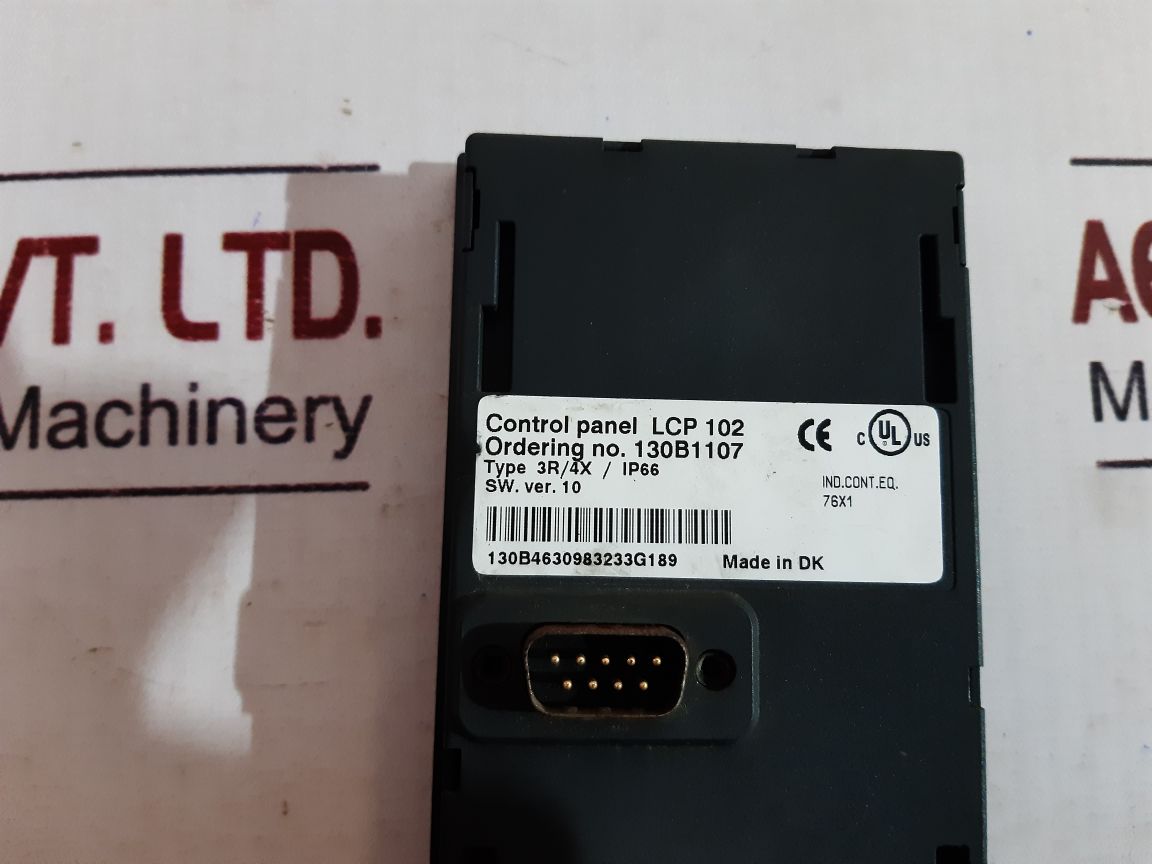 VT. LTD.
Machinery
Control panel LCP 102
Ordering no. 130B1107
Type 3R/4X / IP66
SW. ver. 10
CE
C UL US
IND.CONT.EQ.
76X1
130B4630983233G189
Made in DK